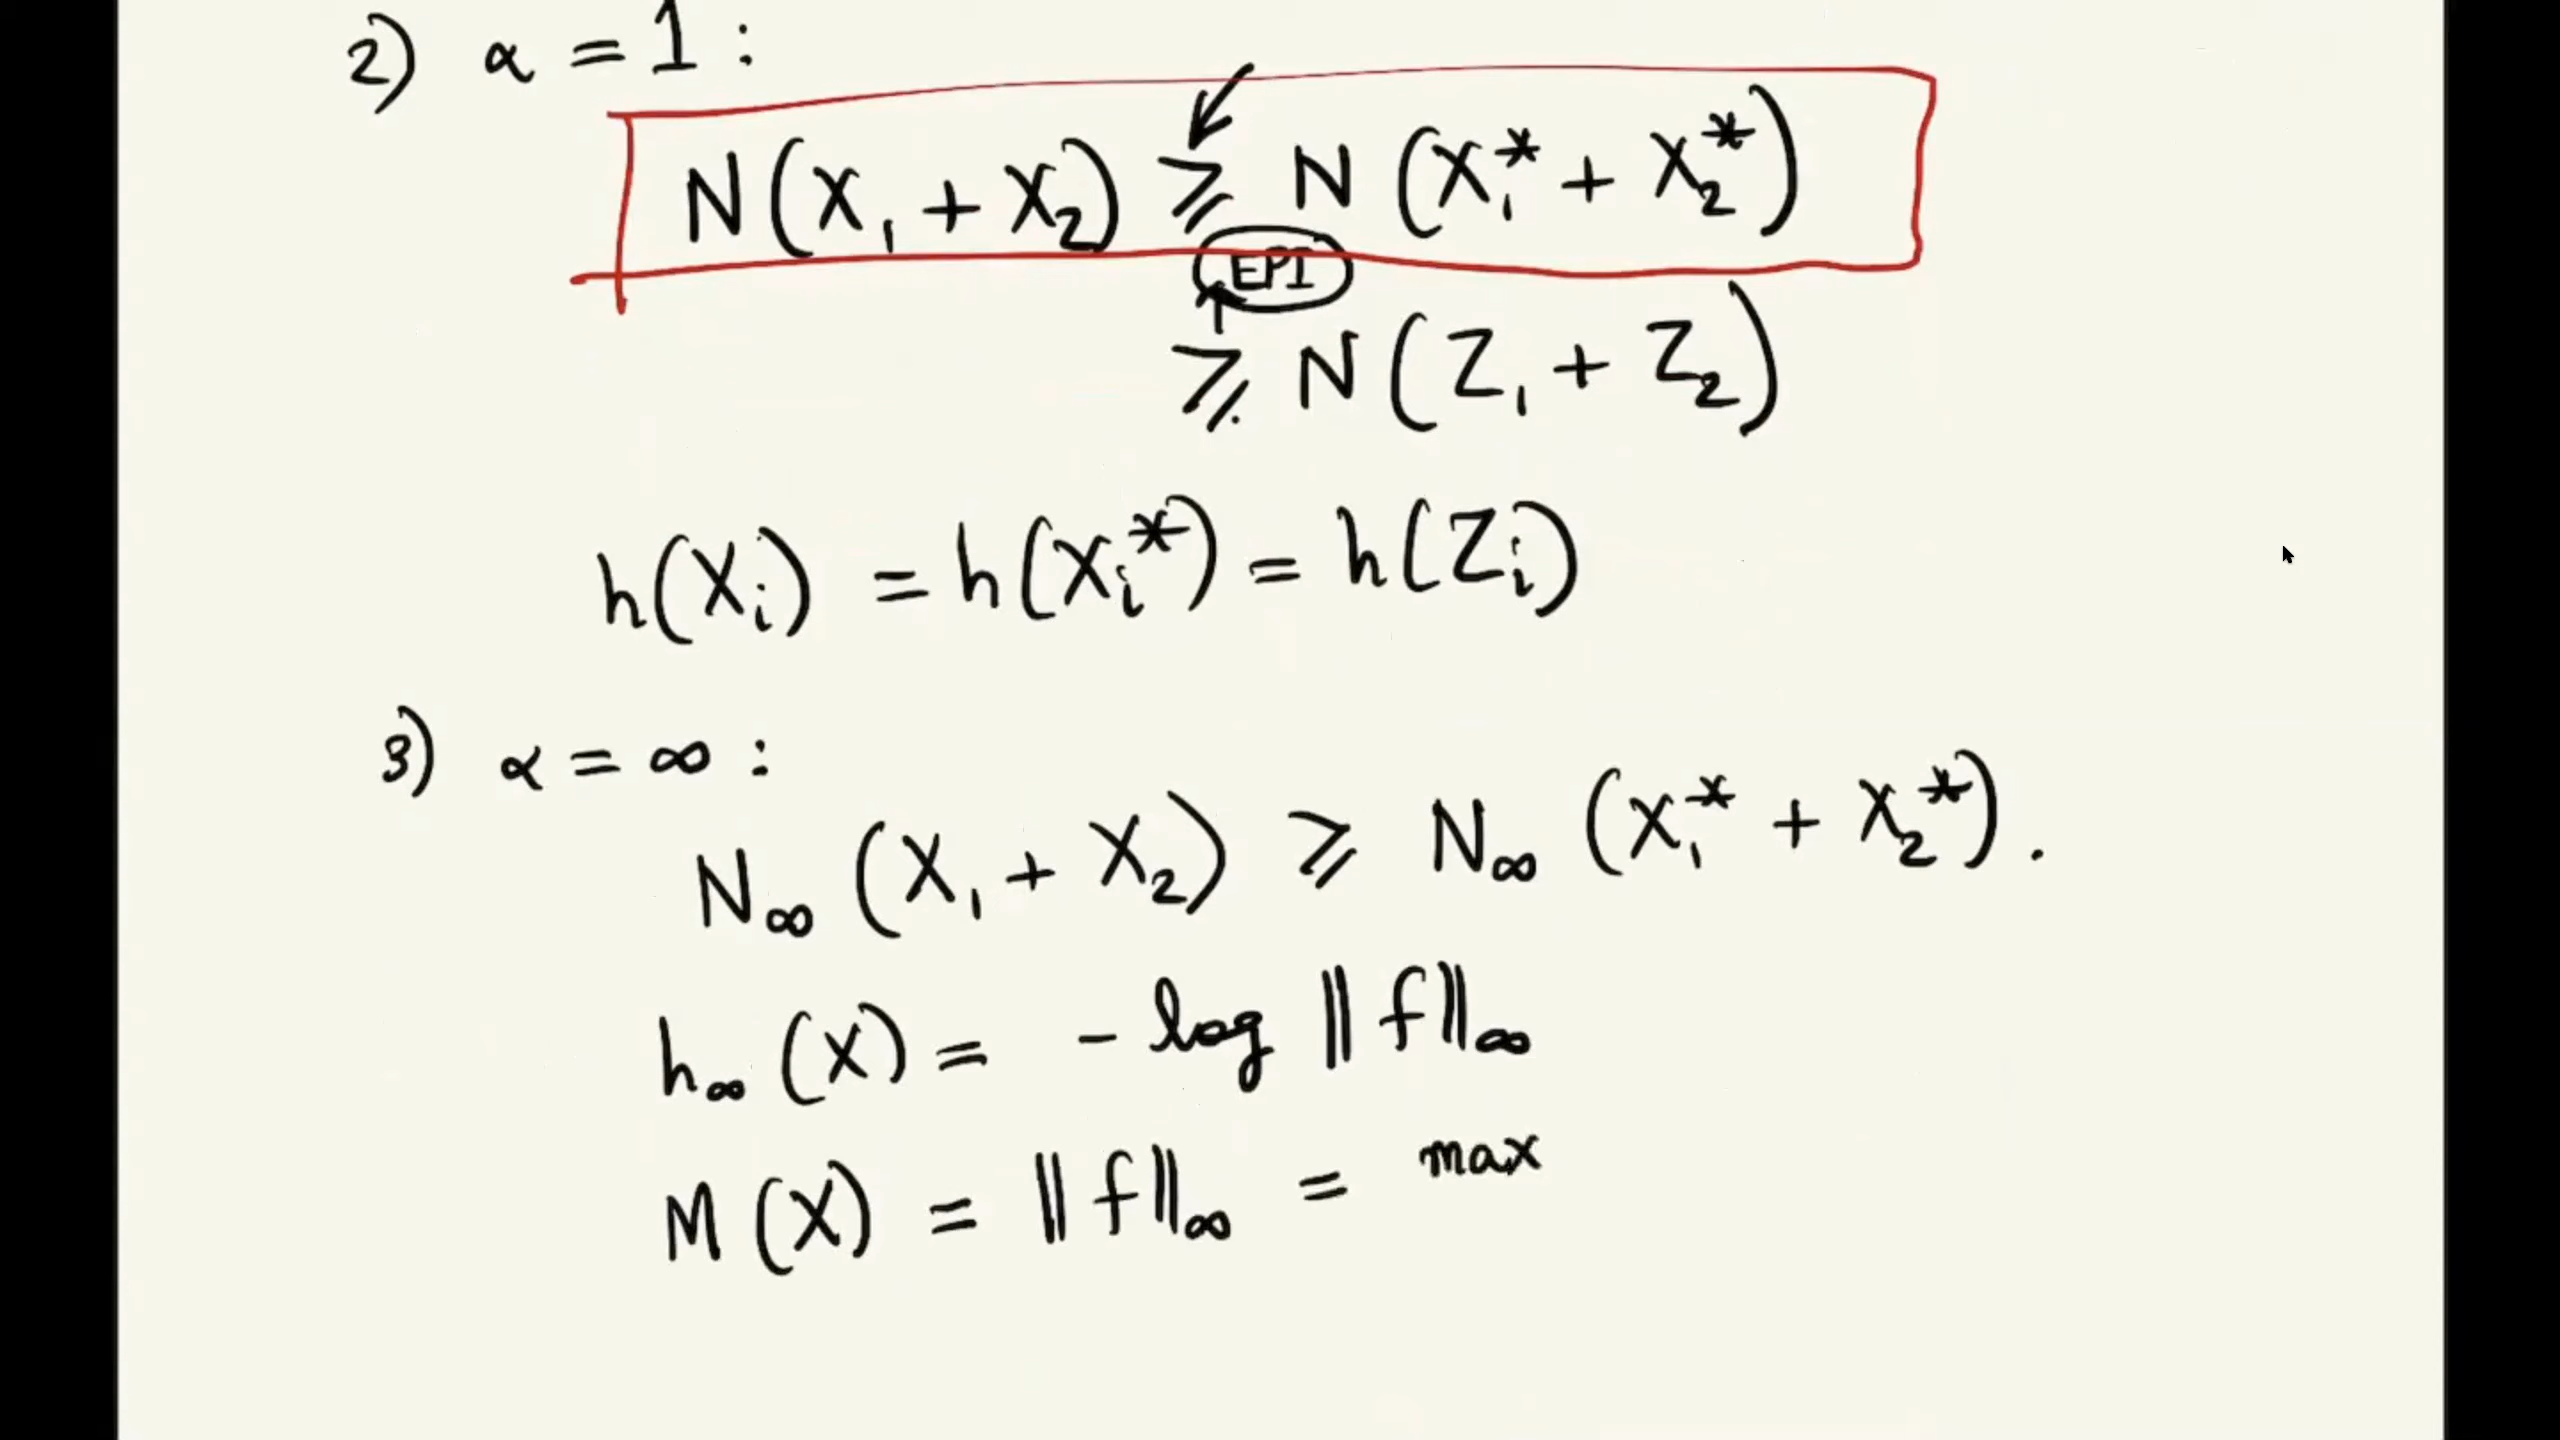 2) α = 1 :
N(X₁ + X₂) ⩾ N(X₁* + X₂*)
EPI
⩾ N(Z₁ + Z₂)
h(Xᵢ) = h(Xᵢ*) = h(Zᵢ)
3) α = ∞ :
N∞(X₁ + X₂) ⩾ N∞(X₁* + X₂*).
h∞(X) = - log ‖f‖∞
M(X) = ‖f‖∞ = max